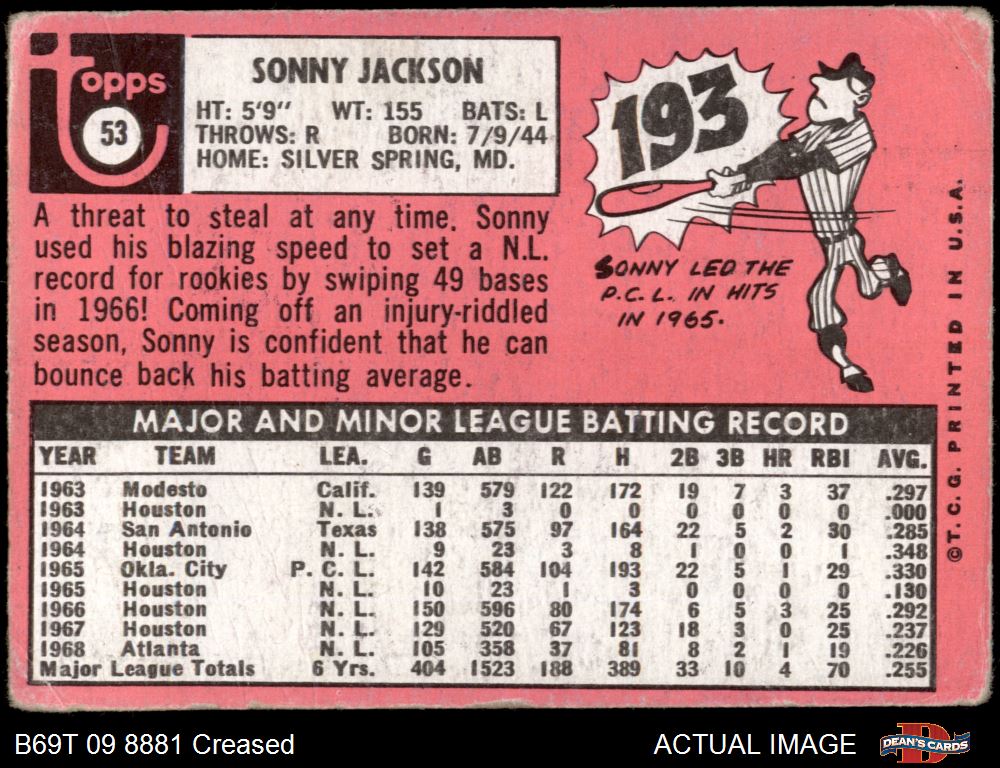 Topps
53
SONNY JACKSON
HT: 5'9" WT: 155 BATS: L
THROWS: R BORN: 7/9/44
HOME: SILVER SPRING, MD.
A threat to steal at any time, Sonny
used his blazing speed to set a N.L.
record for rookies by swiping 49 bases
in 1966! Coming off an injury-riddled
season, Sonny is confident that he can
bounce back his batting average.
193
SONNY LED THE
P.C.L. IN HITS
IN 1965.
©T.C.G. PRINTED IN U.S.A.
MAJOR AND MINOR LEAGUE BATTING RECORD
YEAR TEAM LEA. G AB R H 2B 3B HR RBI AVG.
1963 Modesto Calif. 139 579 122 172 19 7 3 37 .297
1963 Houston N.L. 1 3 0 0 0 0 0 0 .000
1964 San Antonio Texas 138 575 97 164 22 5 2 30 .285
1964 Houston N.L. 9 23 3 8 1 0 0 1 .348
1965 Okla. City P.C.L. 142 584 104 193 22 5 1 29 .330
1965 Houston N.L. 10 23 1 3 0 0 0 0 .130
1966 Houston N.L. 150 596 80 174 6 5 3 25 .292
1967 Houston N.L. 129 520 67 123 18 3 0 25 .237
1968 Atlanta N.L. 105 358 37 81 8 2 1 19 .226
Major League Totals 6 Yrs. 404 1523 188 389 33 10 4 70 .255
B69T 09 8881 Creased
ACTUAL IMAGE
B
DEAN'S CARDS